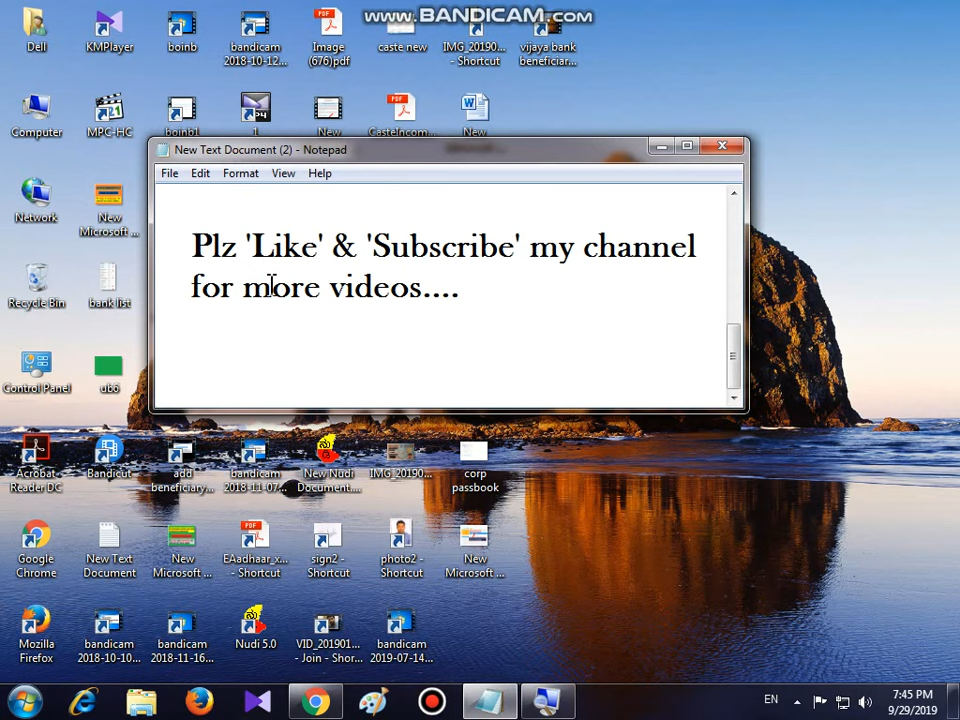 www.BANDICAM.com
Dell
KMPlayer
boinb
bandicam
2018-10-12...
Image
(676)pdf
caste new
IMG_20190...
- Shortcut
vijaya bank
beneficiar...
Computer
MPC-HC
boinb1
1
New
CasteIncom...
New
New Text Document (2) - Notepad
File Edit Format View Help
Plz 'Like' & 'Subscribe' my channel
for more videos....
Network
New
Microsoft ...
Recycle Bin
bank list
Control Panel
ub6
Acrobat
Reader DC
Bandicut
add
beneficiary...
bandicam
2018-11-07...
New Nudi
Document....
IMG_20190...
corp
passbook
Google
Chrome
New Text
Document
New
Microsoft ...
EAadhaar_x...
- Shortcut
sign2 -
Shortcut
photo2 -
Shortcut
New
Microsoft ...
Mozilla
Firefox
bandicam
2018-10-10...
bandicam
2018-11-16...
Nudi 5.0
VID_201901...
- Join - Shor...
bandicam
2019-07-14...
EN
7:45 PM
9/29/2019